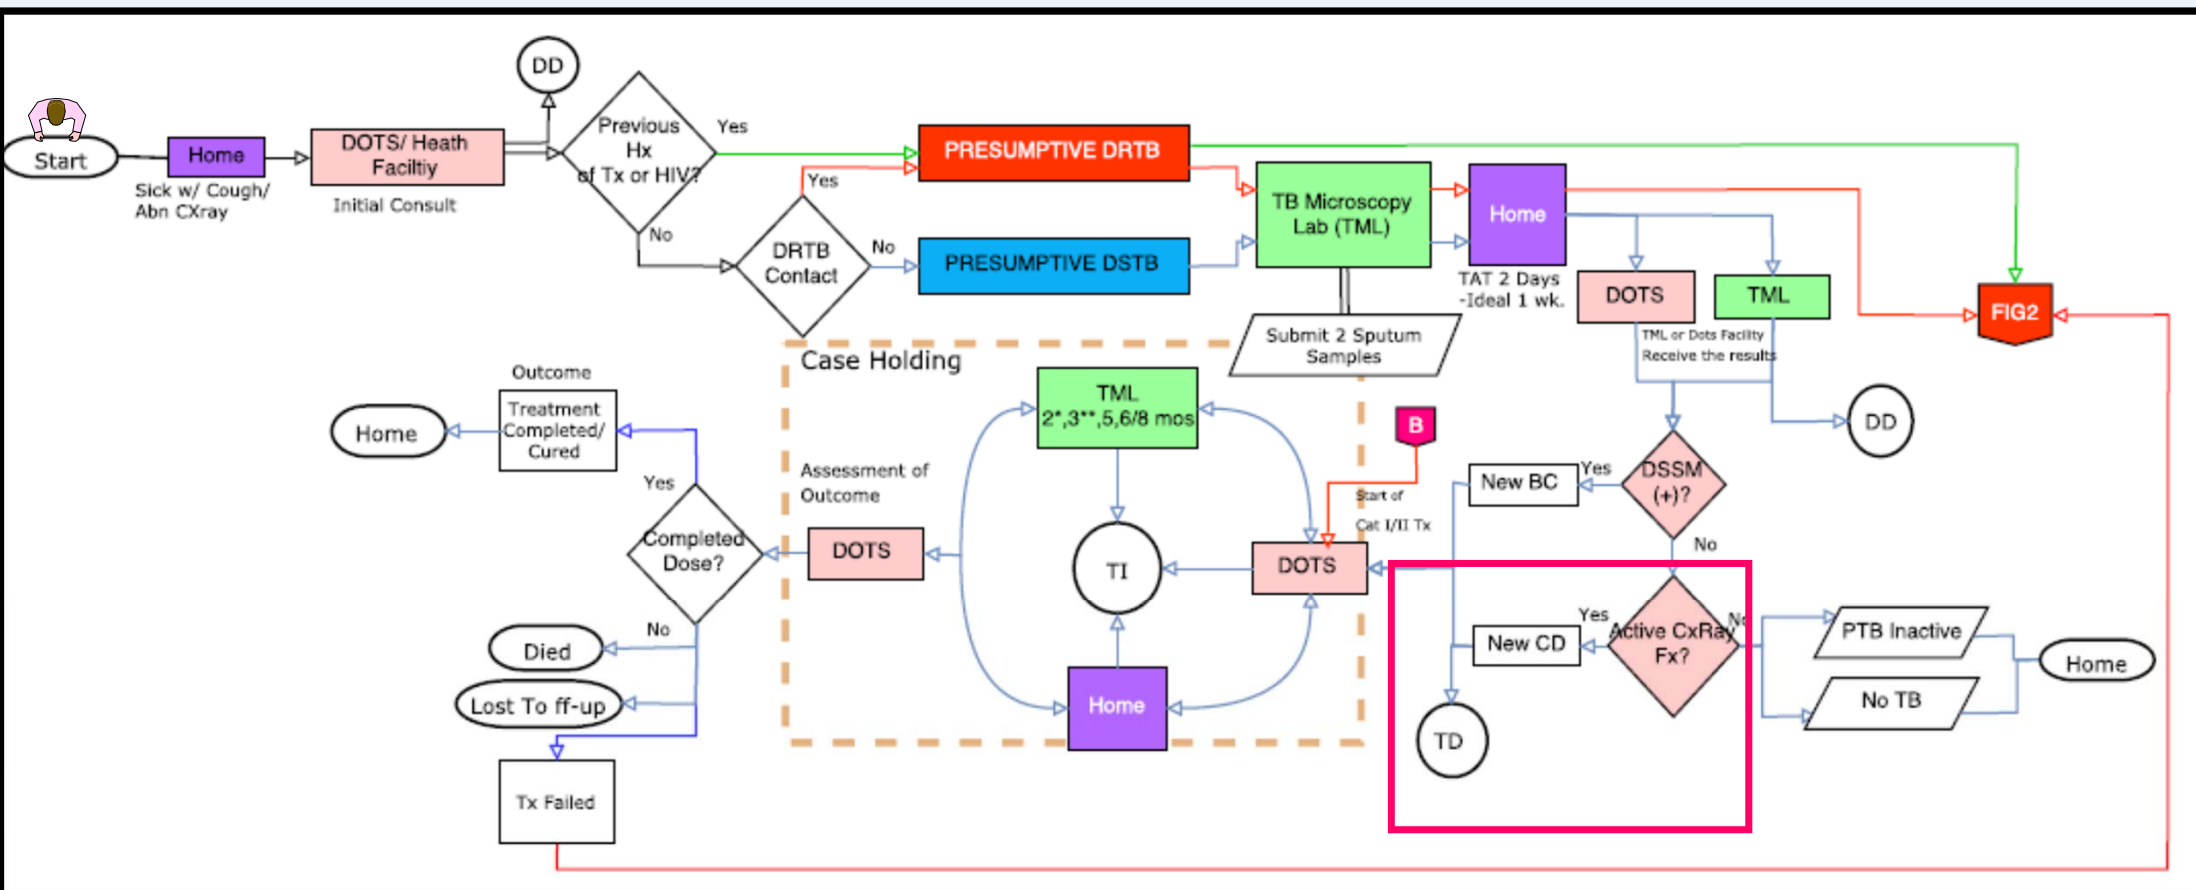 DD
Start
Home
Sick w/ Cough/
Abn CXray
DOTS/ Heath
Faciltiy
Initial Consult
Previous
Hx
of Tx or HIV?
Yes
No
DRTB
Contact
Yes
No
PRESUMPTIVE DRTB
PRESUMPTIVE DSTB
TB Microscopy
Lab (TML)
Submit 2 Sputum
Samples
Home
TAT 2 Days
-Ideal 1 wk.
DOTS
TML
TML or Dots Facility
Receive the results
FIG2
DD
DSSM
(+)?
Yes
New BC
No
Active CxRay
Fx?
Yes
New CD
TD
No
PTB Inactive
No TB
Home
B
Start of
Cat I/II Tx
Case Holding
TML
2*,3**,5,6/8 mos
TI
DOTS
Home
Assessment of
Outcome
DOTS
Completed
Dose?
Yes
Outcome
Treatment
Completed/
Cured
Home
No
Died
Lost To ff-up
Tx Failed